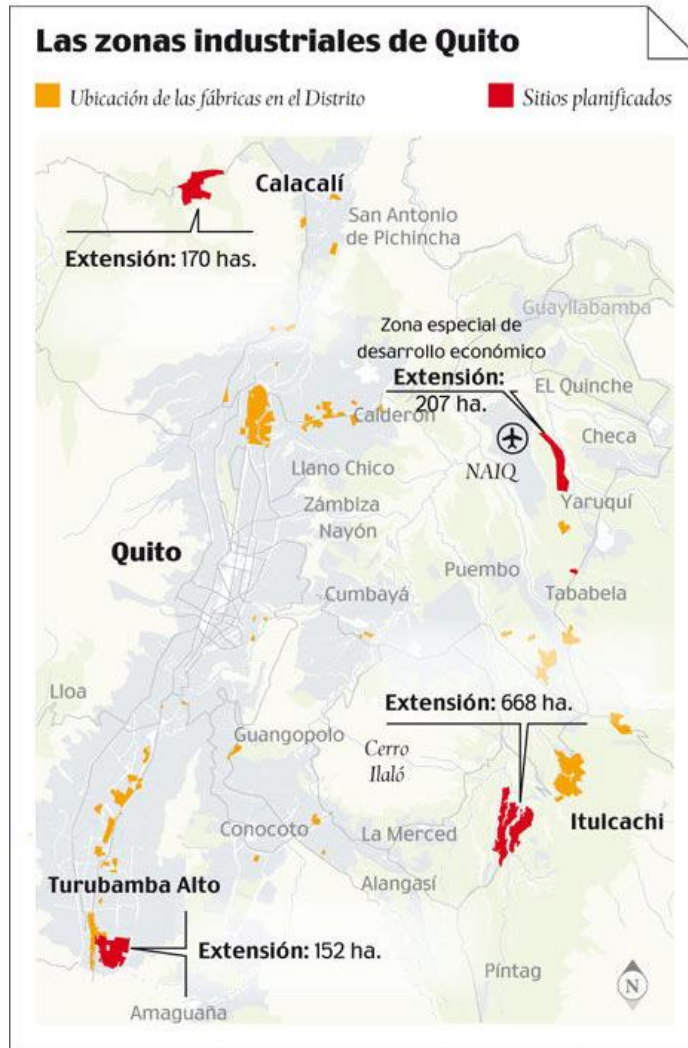 Las zonas industriales de Quito
Ubicación de las fábricas en el Distrito
Sitios planificados
Calacalí
San Antonio
de Pichincha
Extensión: 170 has.
Guayllabamba
Zona especial de
desarrollo económico
Extensión:
207 ha.
EL Quinche
Calderón
Checa
NAIQ
Llano Chico
Yaruquí
Zámbiza
Nayón
Quito
Puembo
Cumbayá
Tababela
Lloa
Extensión: 668 ha.
Guangopolo
Cerro
Ilaló
Itulcachi
Conocoto
La Merced
Alangasí
Turubamba Alto
Extensión: 152 ha.
Píntag
Amaguaña
N